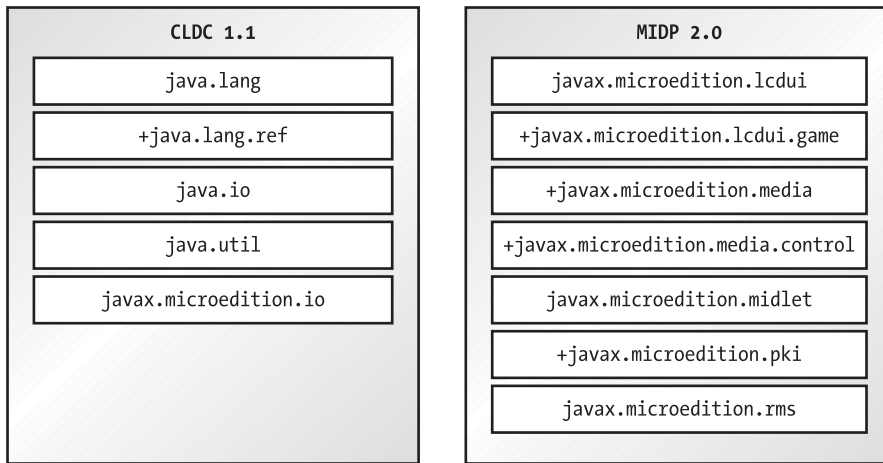 CLDC 1.1
java.lang
+java.lang.ref
java.io
java.util
javax.microedition.io
MIDP 2.0
javax.microedition.lcdui
+javax.microedition.lcdui.game
+javax.microedition.media
+javax.microedition.media.control
javax.microedition.midlet
+javax.microedition.pki
javax.microedition.rms